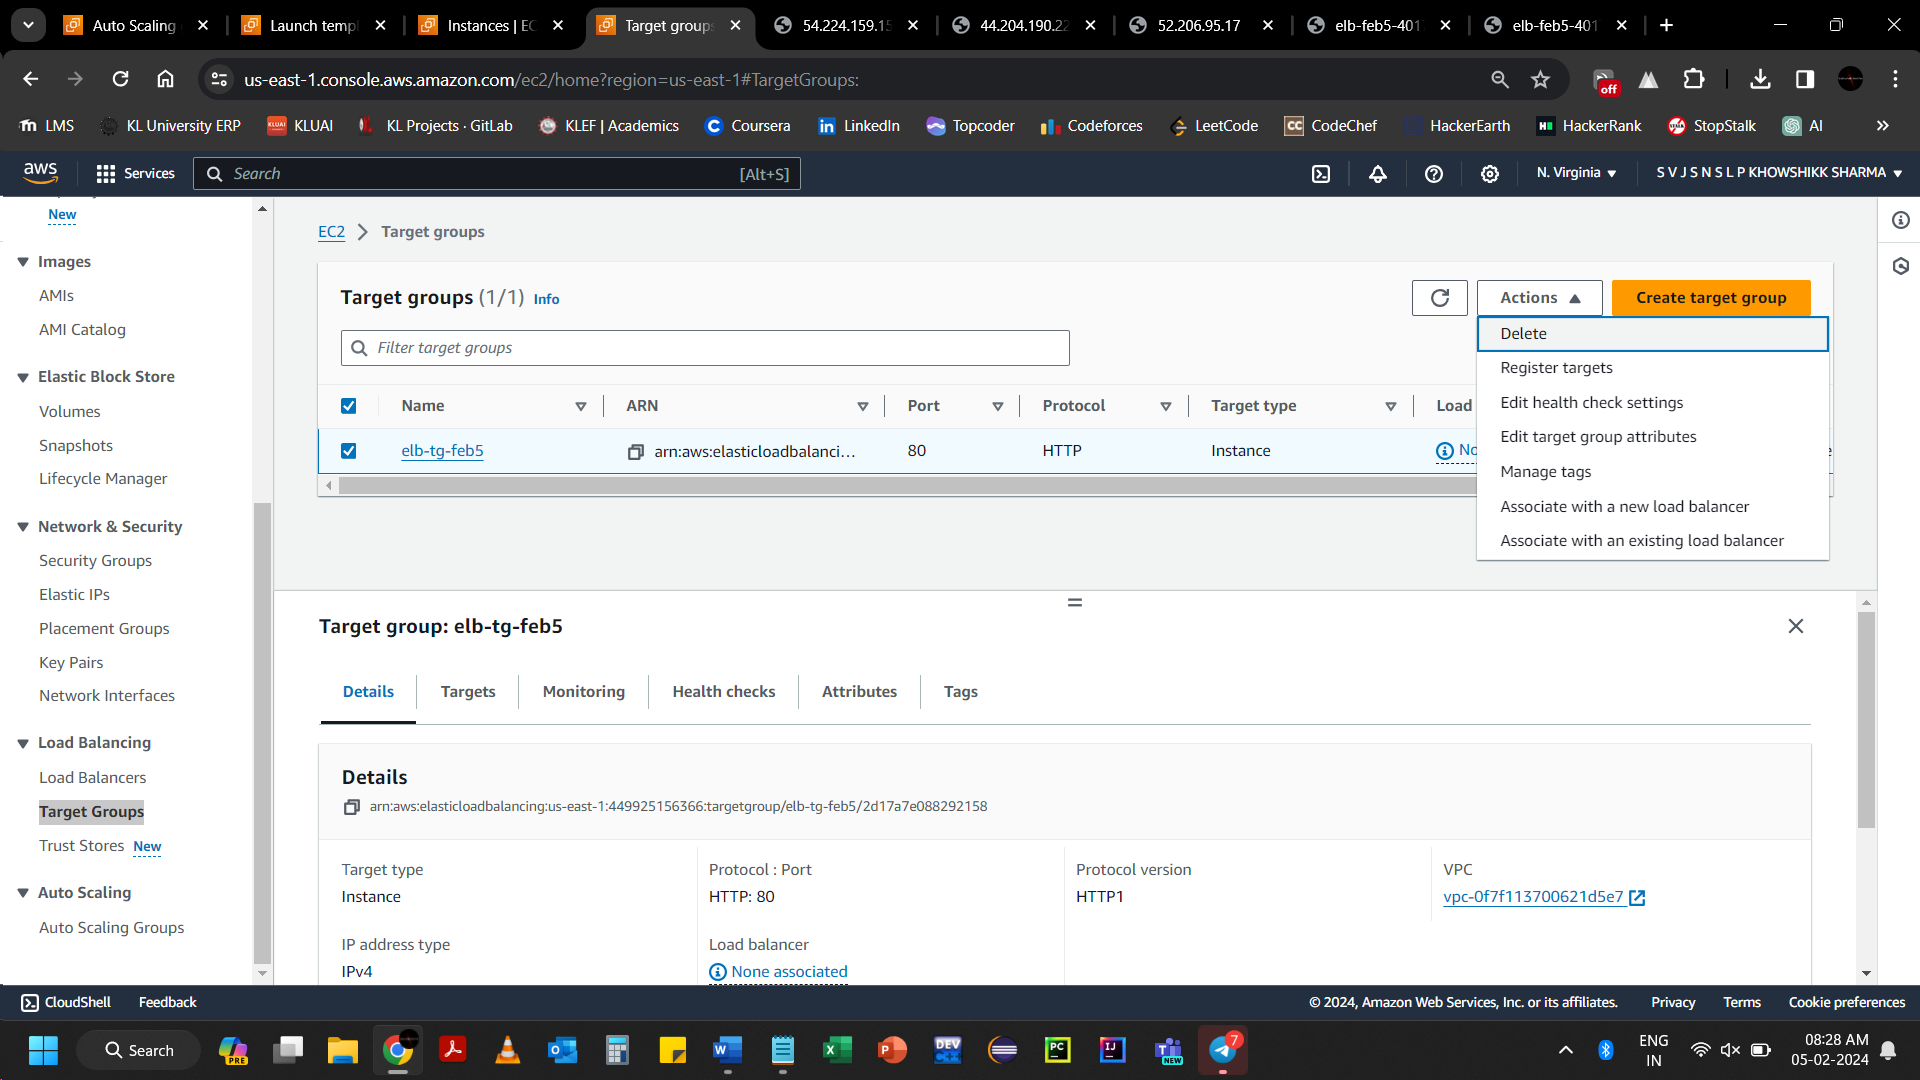 Auto Scaling
Launch templ
Instances | EC
Target groups
54.224.159.15
44.204.190.22
52.206.95.17
elb-feb5-401
elb-feb5-401
us-east-1.console.aws.amazon.com/ec2/home?region=us-east-1#TargetGroups:
off
LMS
KL University ERP
KLUAI
KL Projects · GitLab
KLEF | Academics
Coursera
LinkedIn
Topcoder
Codeforces
LeetCode
CodeChef
HackerEarth
HackerRank
StopStalk
AI
aws
Services
Search
[Alt+S]
N. Virginia
S V J S N S L P KHOWSHIKK SHARMA
New
Images
AMIs
AMI Catalog
Elastic Block Store
Volumes
Snapshots
Lifecycle Manager
Network & Security
Security Groups
Elastic IPs
Placement Groups
Key Pairs
Network Interfaces
Load Balancing
Load Balancers
Target Groups
Trust Stores New
Auto Scaling
Auto Scaling Groups
EC2 > Target groups
Target groups (1/1) Info
Actions
Create target group
Filter target groups
Delete
Register targets
Edit health check settings
Edit target group attributes
Manage tags
Associate with a new load balancer
Associate with an existing load balancer
Name ARN Port Protocol Target type Load
elb-tg-feb5 arn:aws:elasticloadbalanci... 80 HTTP Instance No
Target group: elb-tg-feb5
Details
Targets
Monitoring
Health checks
Attributes
Tags
Details
arn:aws:elasticloadbalancing:us-east-1:449925156366:targetgroup/elb-tg-feb5/2d17a7e088292158
Target type
Instance
Protocol : Port
HTTP: 80
Protocol version
HTTP1
VPC
vpc-0f7f113700621d5e7
IP address type
IPv4
Load balancer
None associated
CloudShell
Feedback
© 2024, Amazon Web Services, Inc. or its affiliates.
Privacy
Terms
Cookie preferences
Search
PRE
DEV
PC
IJ
NEW
7
ENG
IN
08:28 AM
05-02-2024